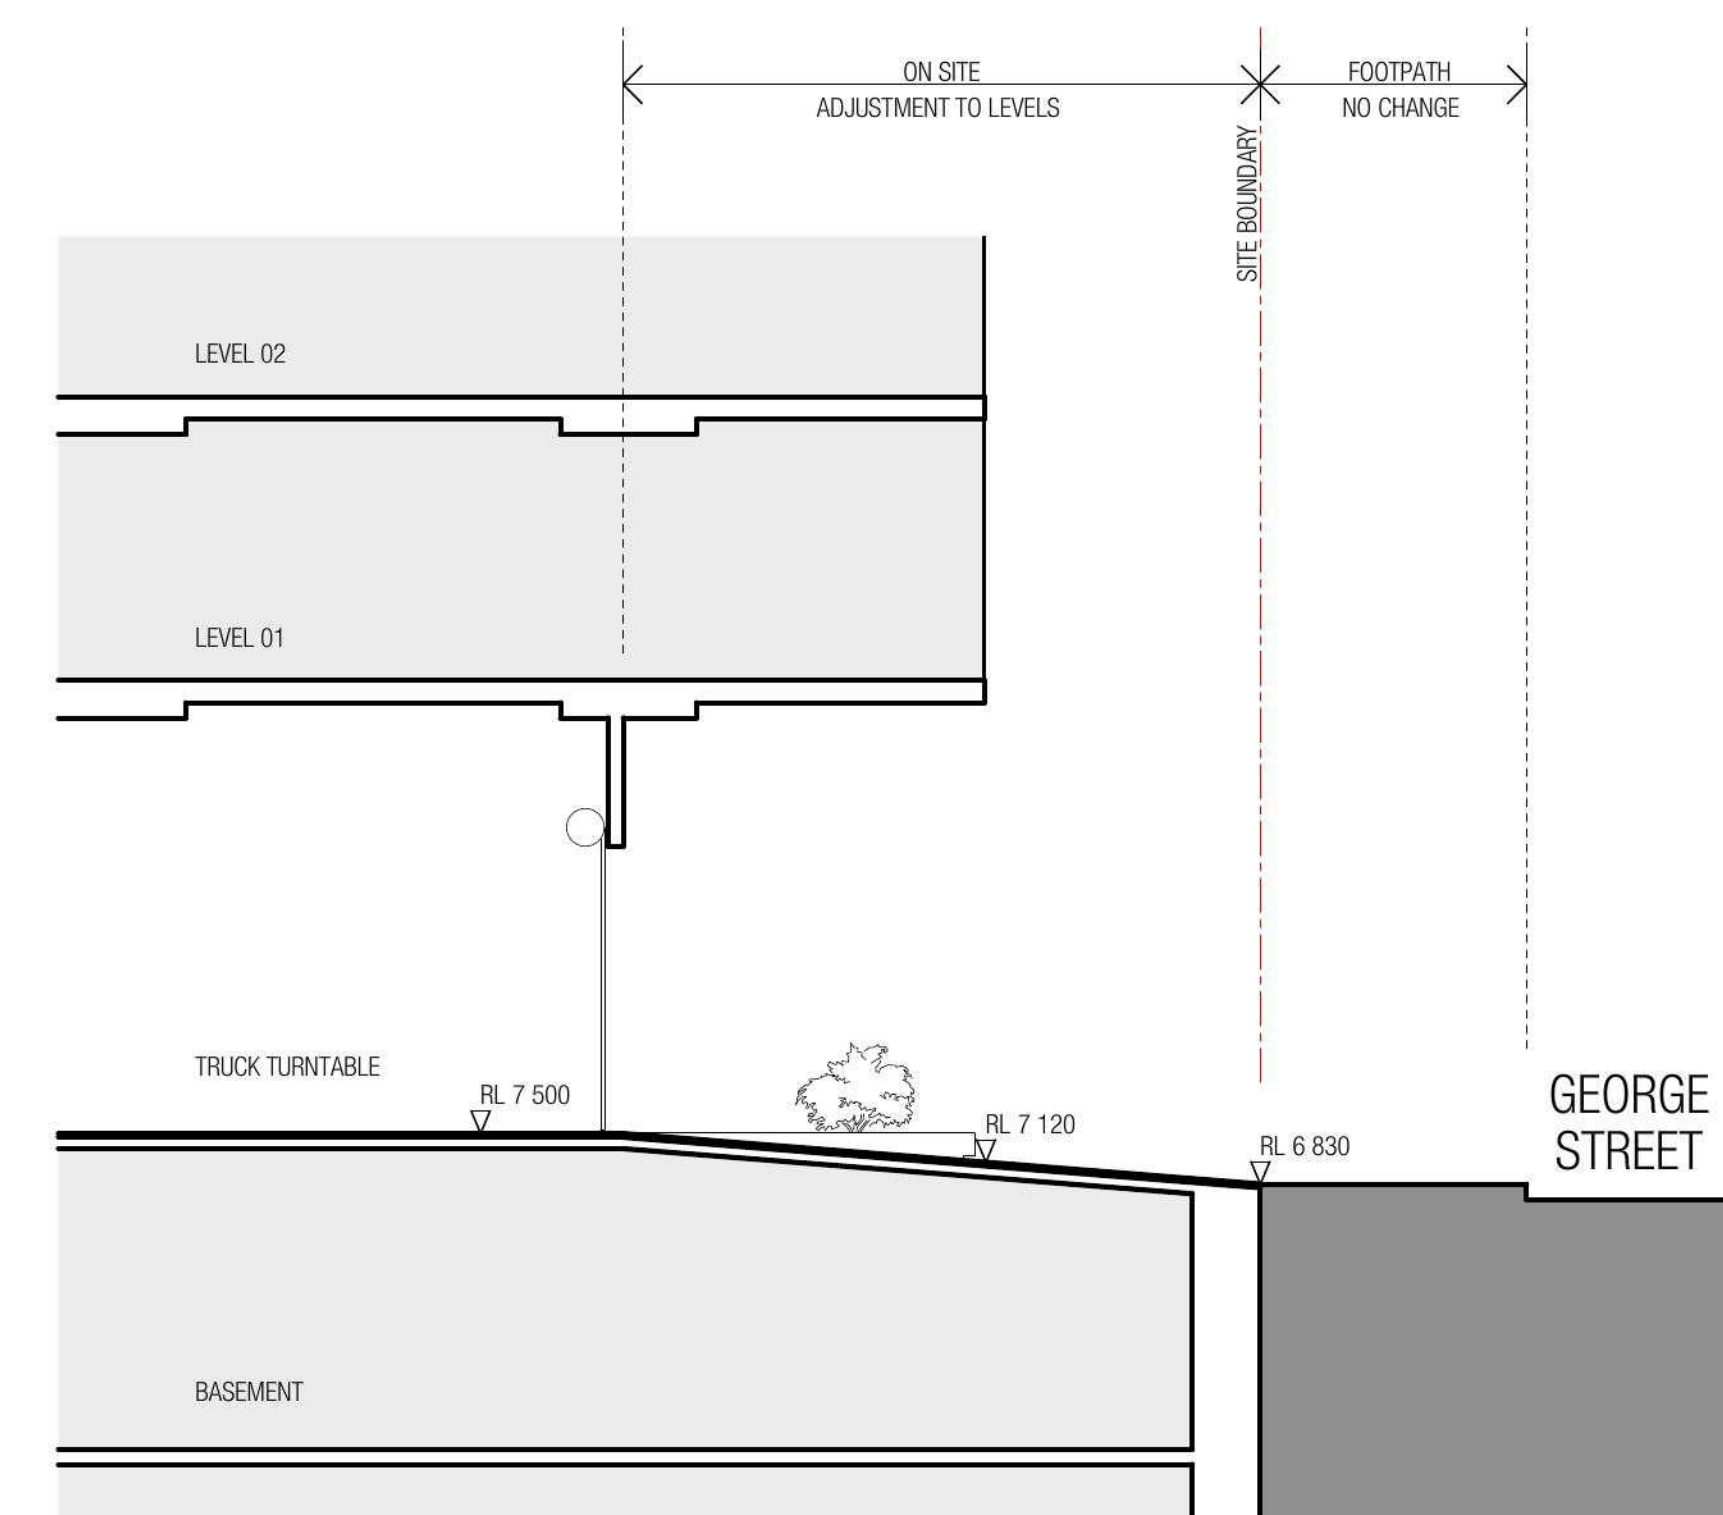 ON SITE
ADJUSTMENT TO LEVELS
FOOTPATH
NO CHANGE
SITE BOUNDARY
LEVEL 02
LEVEL 01
TRUCK TURNTABLE
RL 7 500
RL 7 120
RL 6 830
GEORGE
STREET
BASEMENT